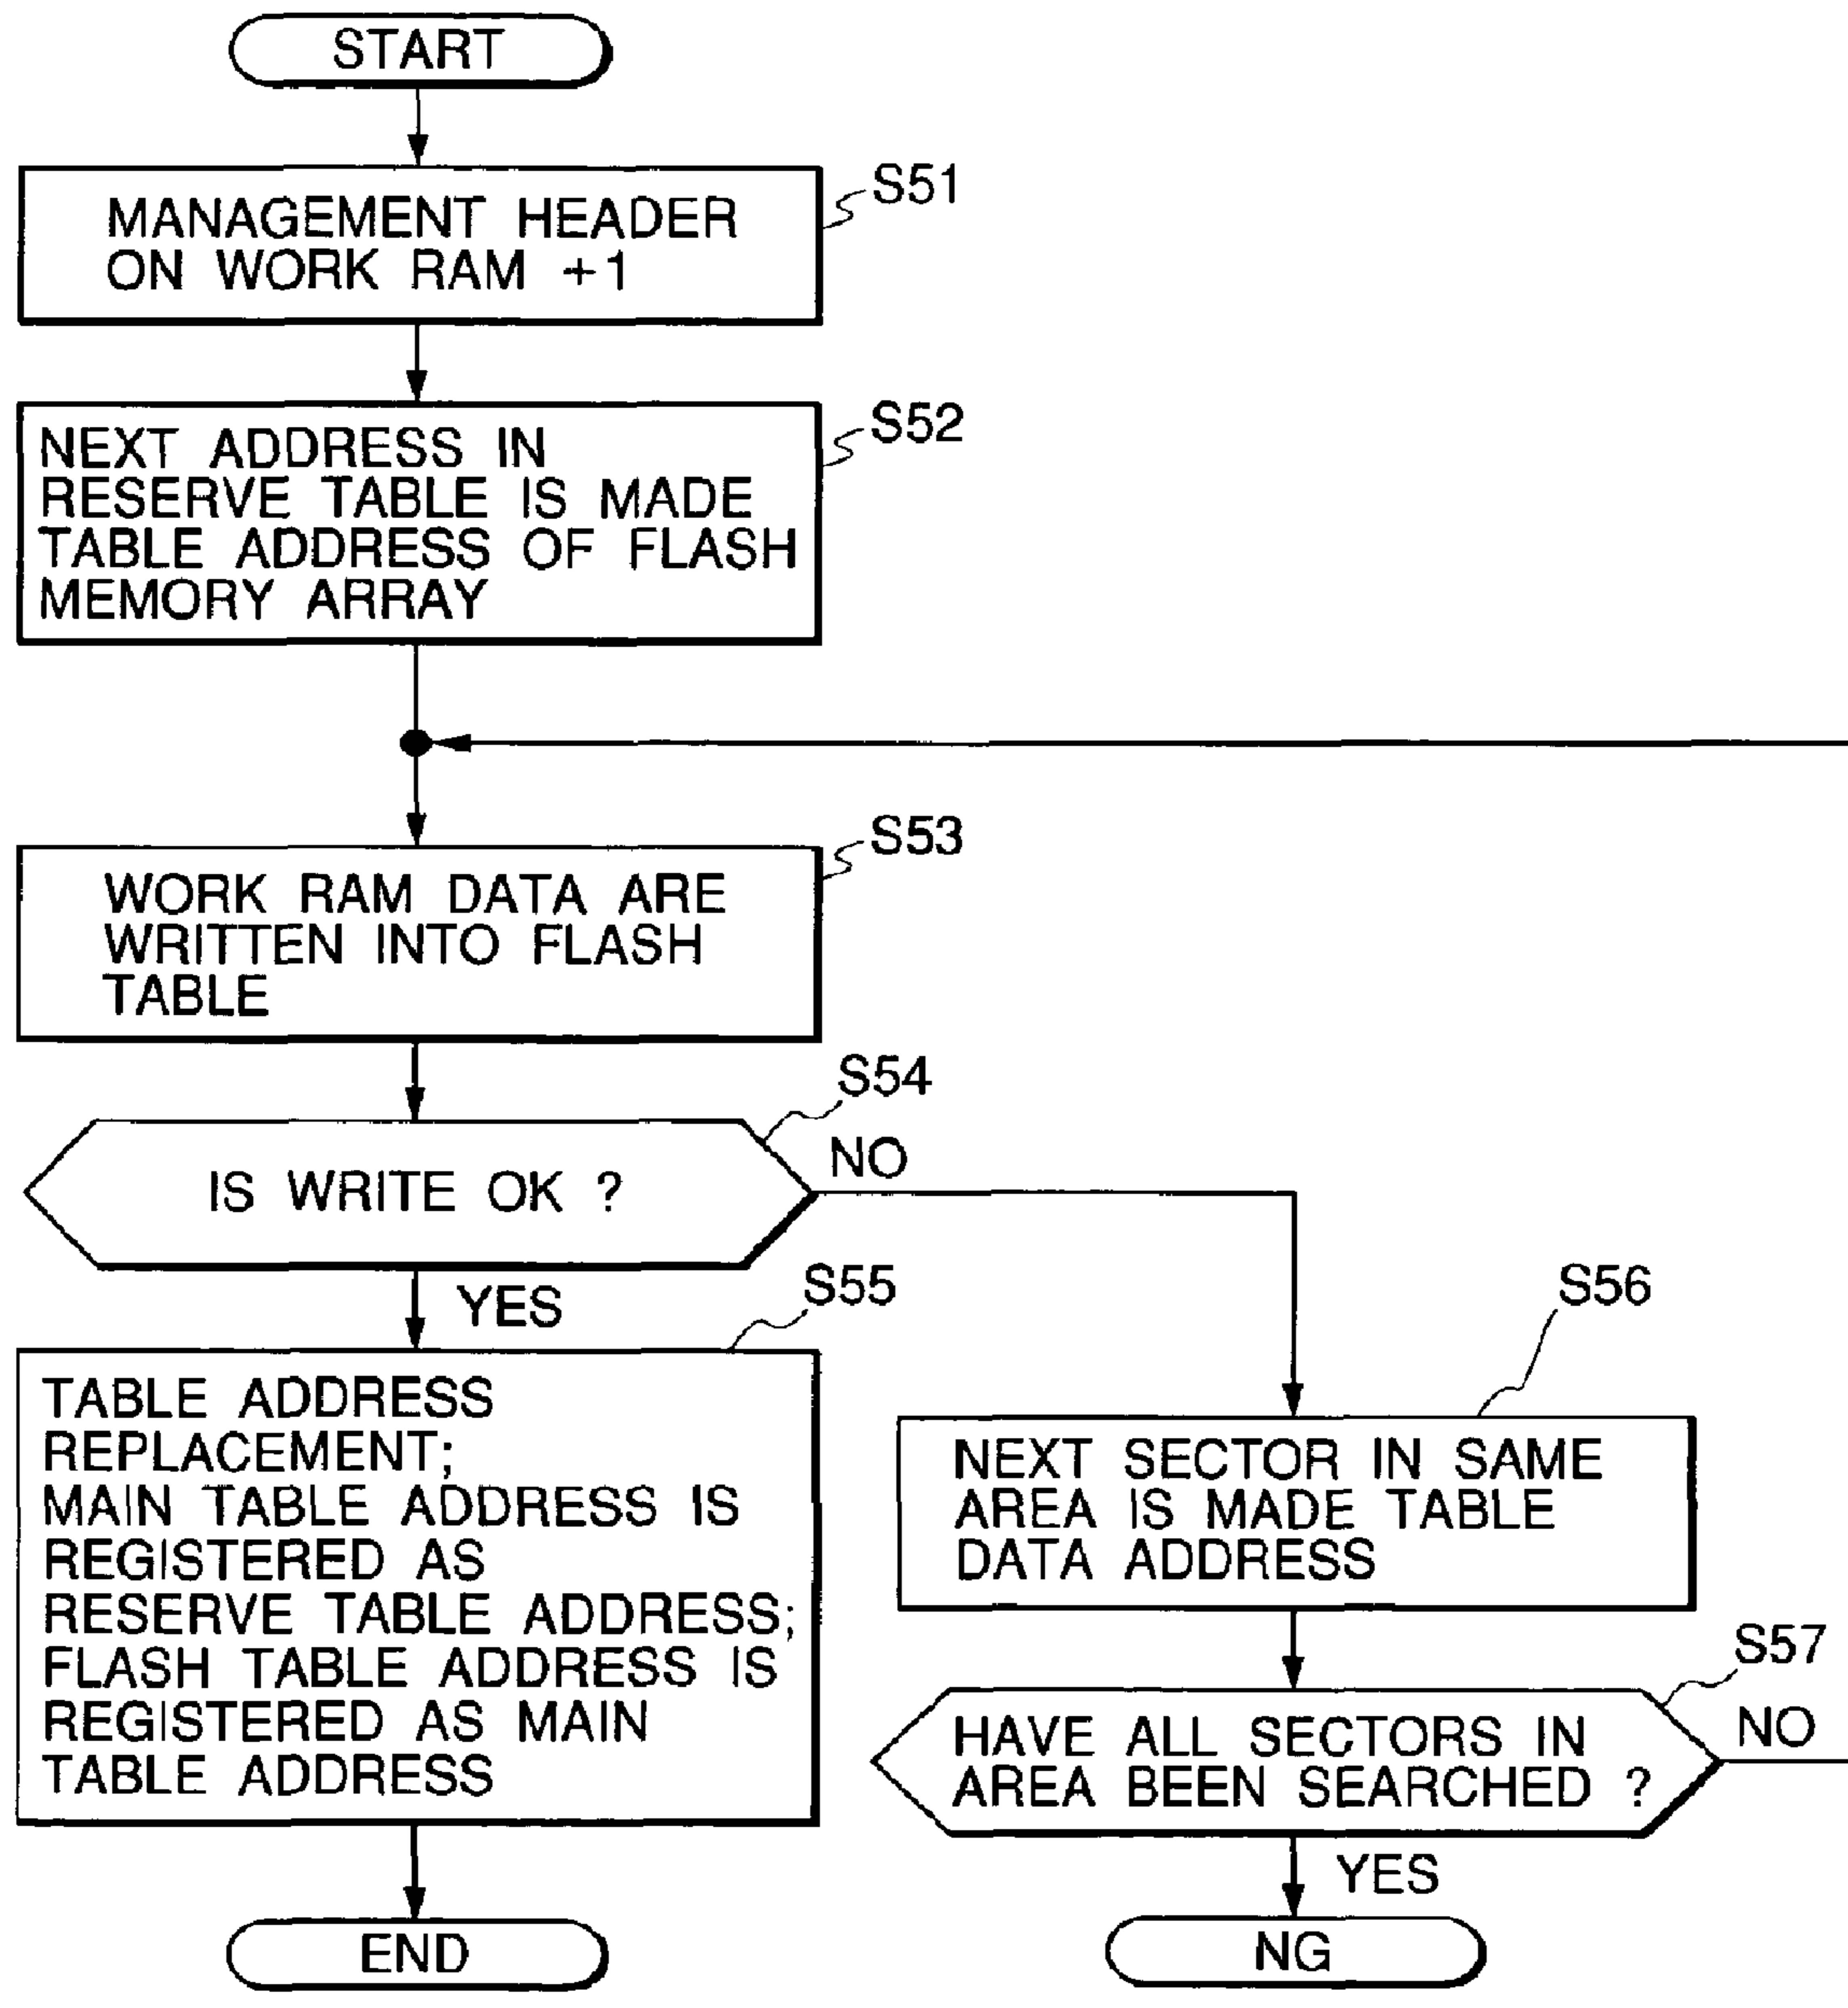 START
S51
MANAGEMENT HEADER
ON WORK RAM +1
S52
NEXT ADDRESS IN
RESERVE TABLE IS MADE
TABLE ADDRESS OF FLASH
MEMORY ARRAY
S53
WORK RAM DATA ARE
WRITTEN INTO FLASH
TABLE
S54
IS WRITE OK ?
NO
YES
S55
TABLE ADDRESS
REPLACEMENT;
MAIN TABLE ADDRESS IS
REGISTERED AS
RESERVE TABLE ADDRESS;
FLASH TABLE ADDRESS IS
REGISTERED AS MAIN
TABLE ADDRESS
END
S56
NEXT SECTOR IN SAME
AREA IS MADE TABLE
DATA ADDRESS
S57
HAVE ALL SECTORS IN
AREA BEEN SEARCHED ?
NO
YES
NG